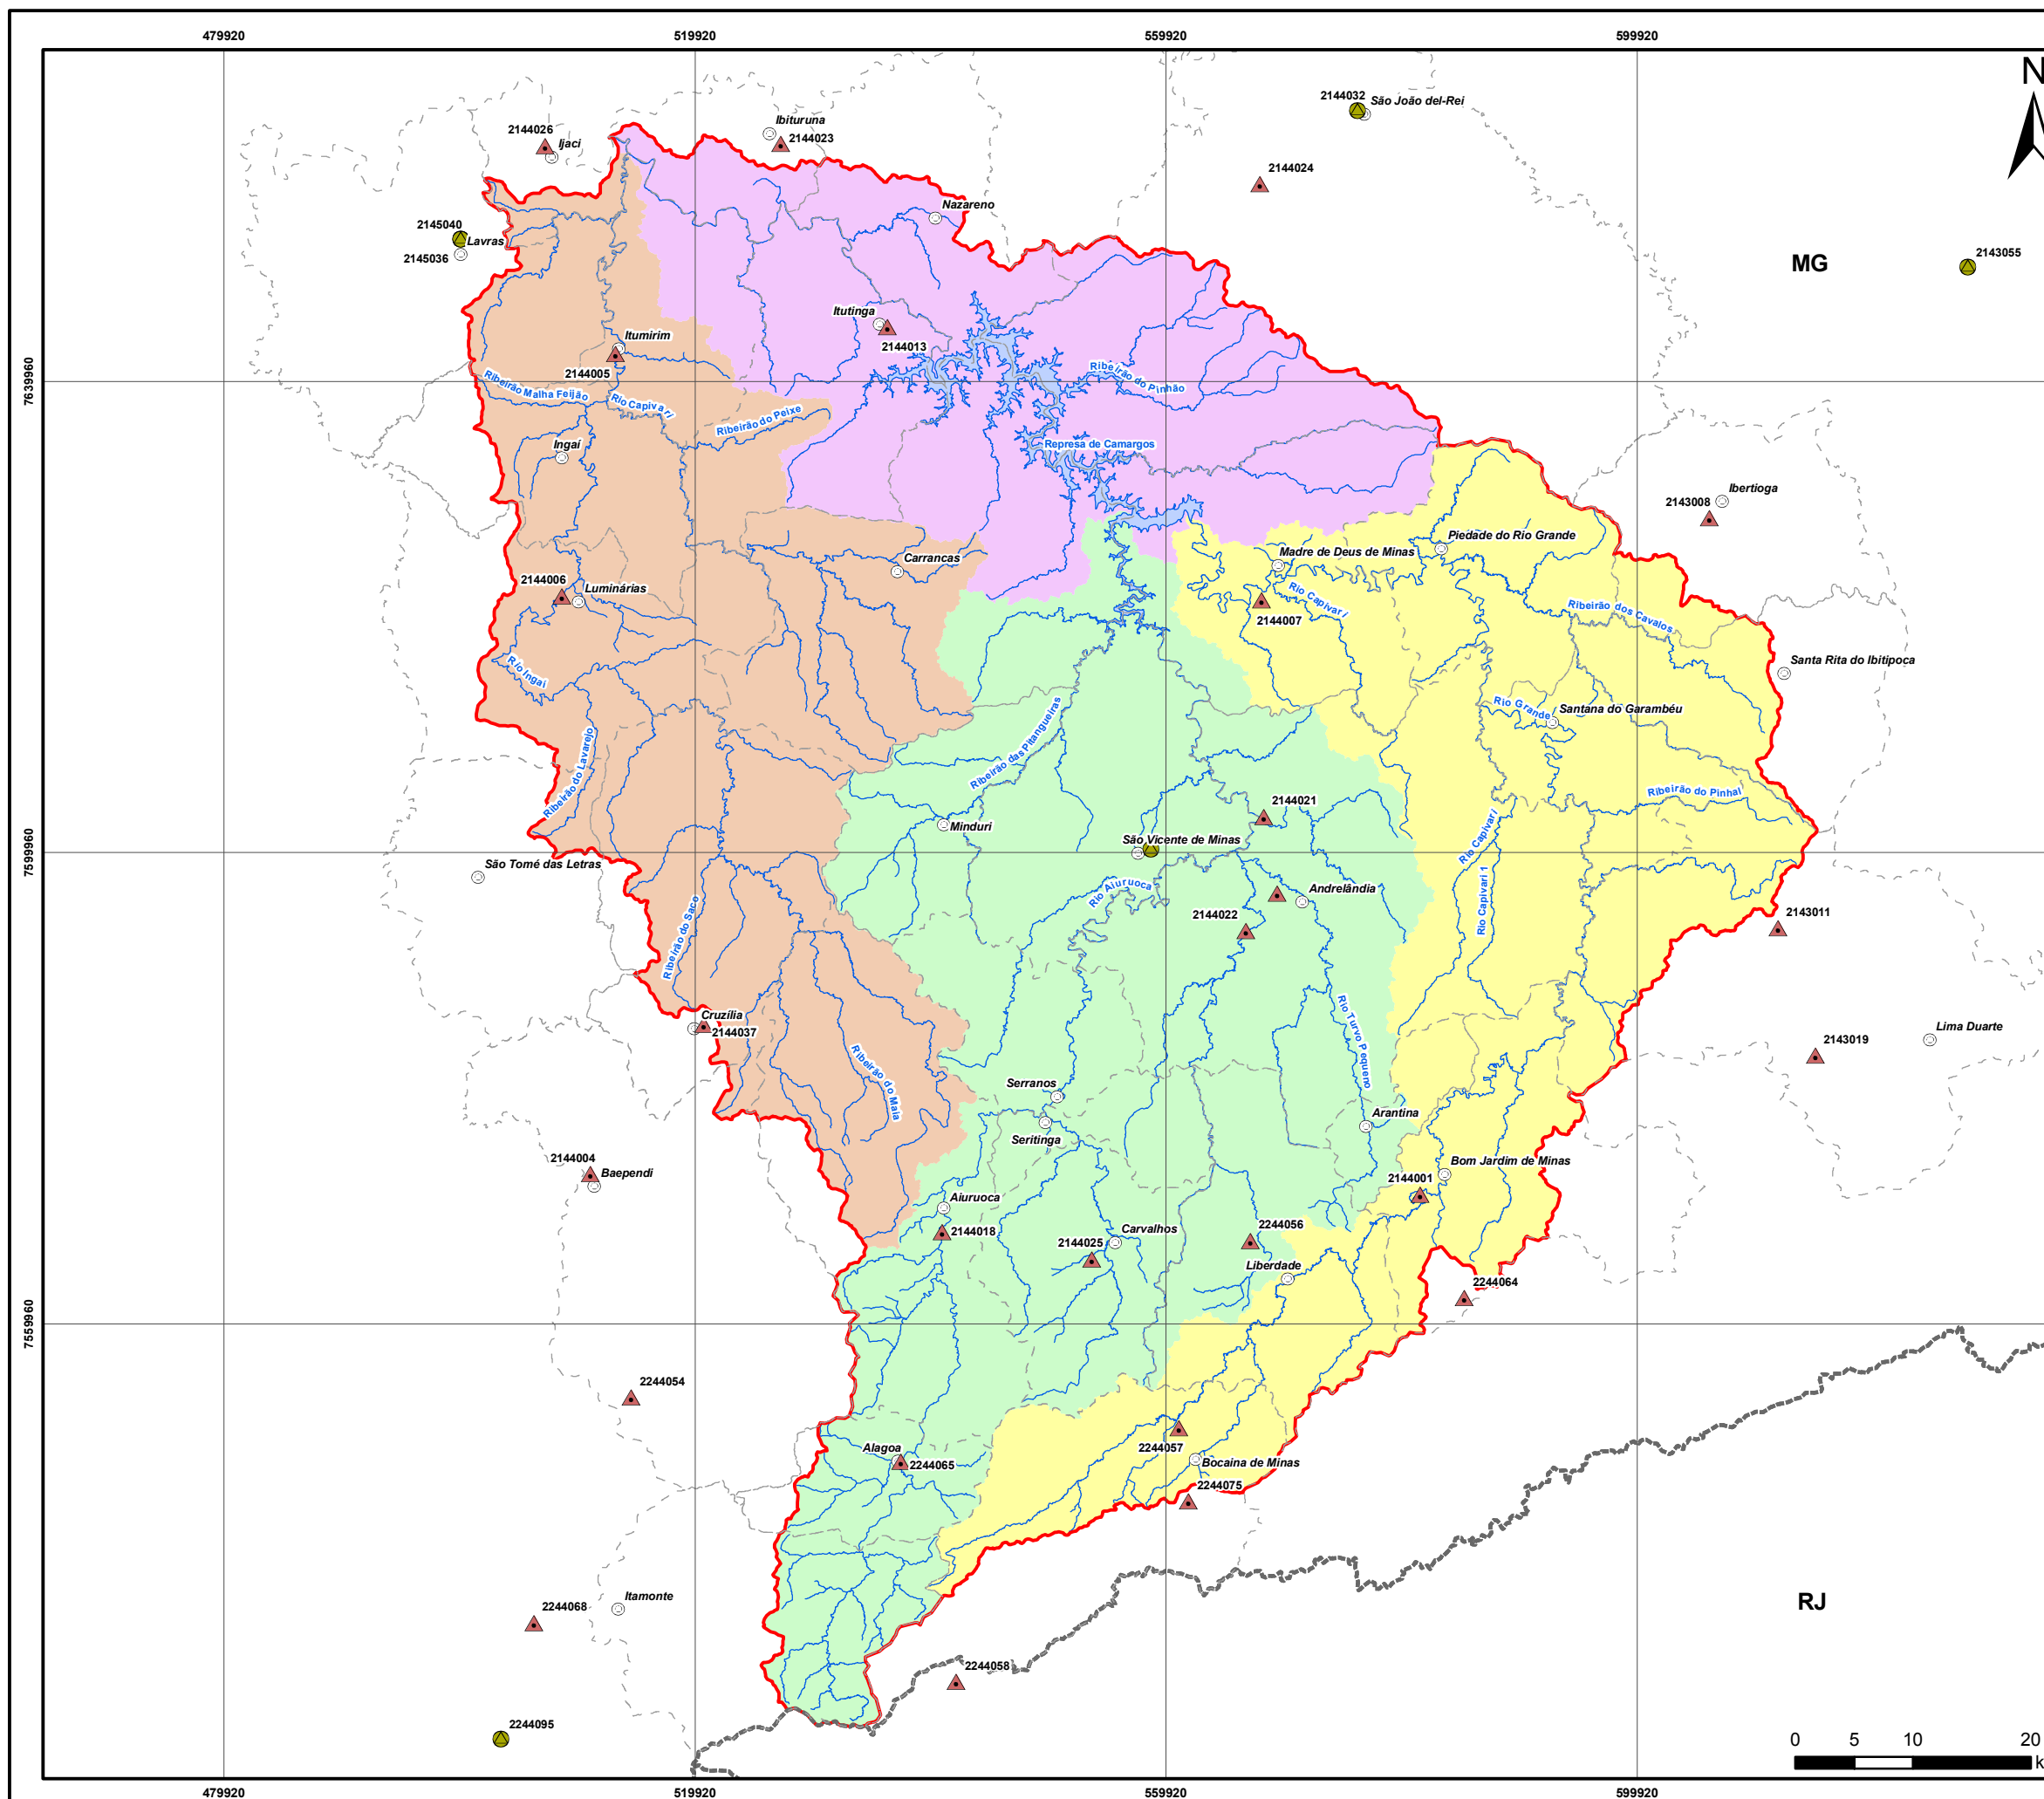 479920 519920 559920 599920
N
2144032 São João del-Rei
Ibituruna
2144026
Ijaci
2144023
2144024
Nazareno
2145040
Lavras
2145036
MG
2143055
Itutinga
Itumirim
2144013
2144005
Ribeirão do Pinhão
7639960
Ribeirão Malha Feijão
Rio Capivari
Ribeirão do Peixe
Ingaí
Represa de Camargos
Ibertioga
2143008
Piedade do Rio Grande
Madre de Deus de Minas
Carrancas
2144006
Luminárias
Rio Capivari
2144007
Ribeirão dos Cavalos
Santa Rita do Ibitipoca
Rio Ingaí
Rio Grande
Santana do Garambéu
Ribeirão das Pitangueiras
Ribeirão do Lavarejo
Ribeirão do Pinhal
2144021
Minduri
São Vicente de Minas
Rio Capivari
7599960
São Tomé das Letras
Rio Aiuruoca
Andrelândia
Rio Capivari 1
2144022
2143011
Ribeirão do Saco
Cruzília
2144037
Rio Turvo Pequeno
Lima Duarte
2143019
Ribeirão do Maia
Serranos
Arantina
Seritinga
2144004
Baependi
Bom Jardim de Minas
2144001
Aiuruoca
2144018
Carvalhos
2244056
2144025
Liberdade
2244064
7559960
2244054
Alagoa
2244065
2244057
Bocaina de Minas
2244075
Itamonte
2244068
RJ
2244058
2244095
0 5 10 20
k
479920 519920 559920 599920